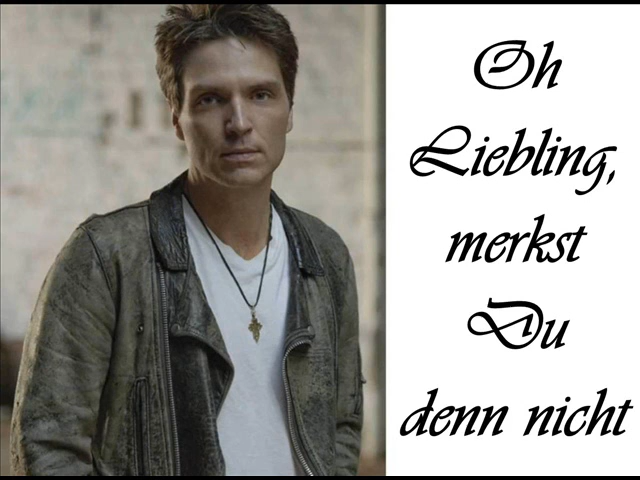 Oh
Liebling,
merkst
Du
denn nicht